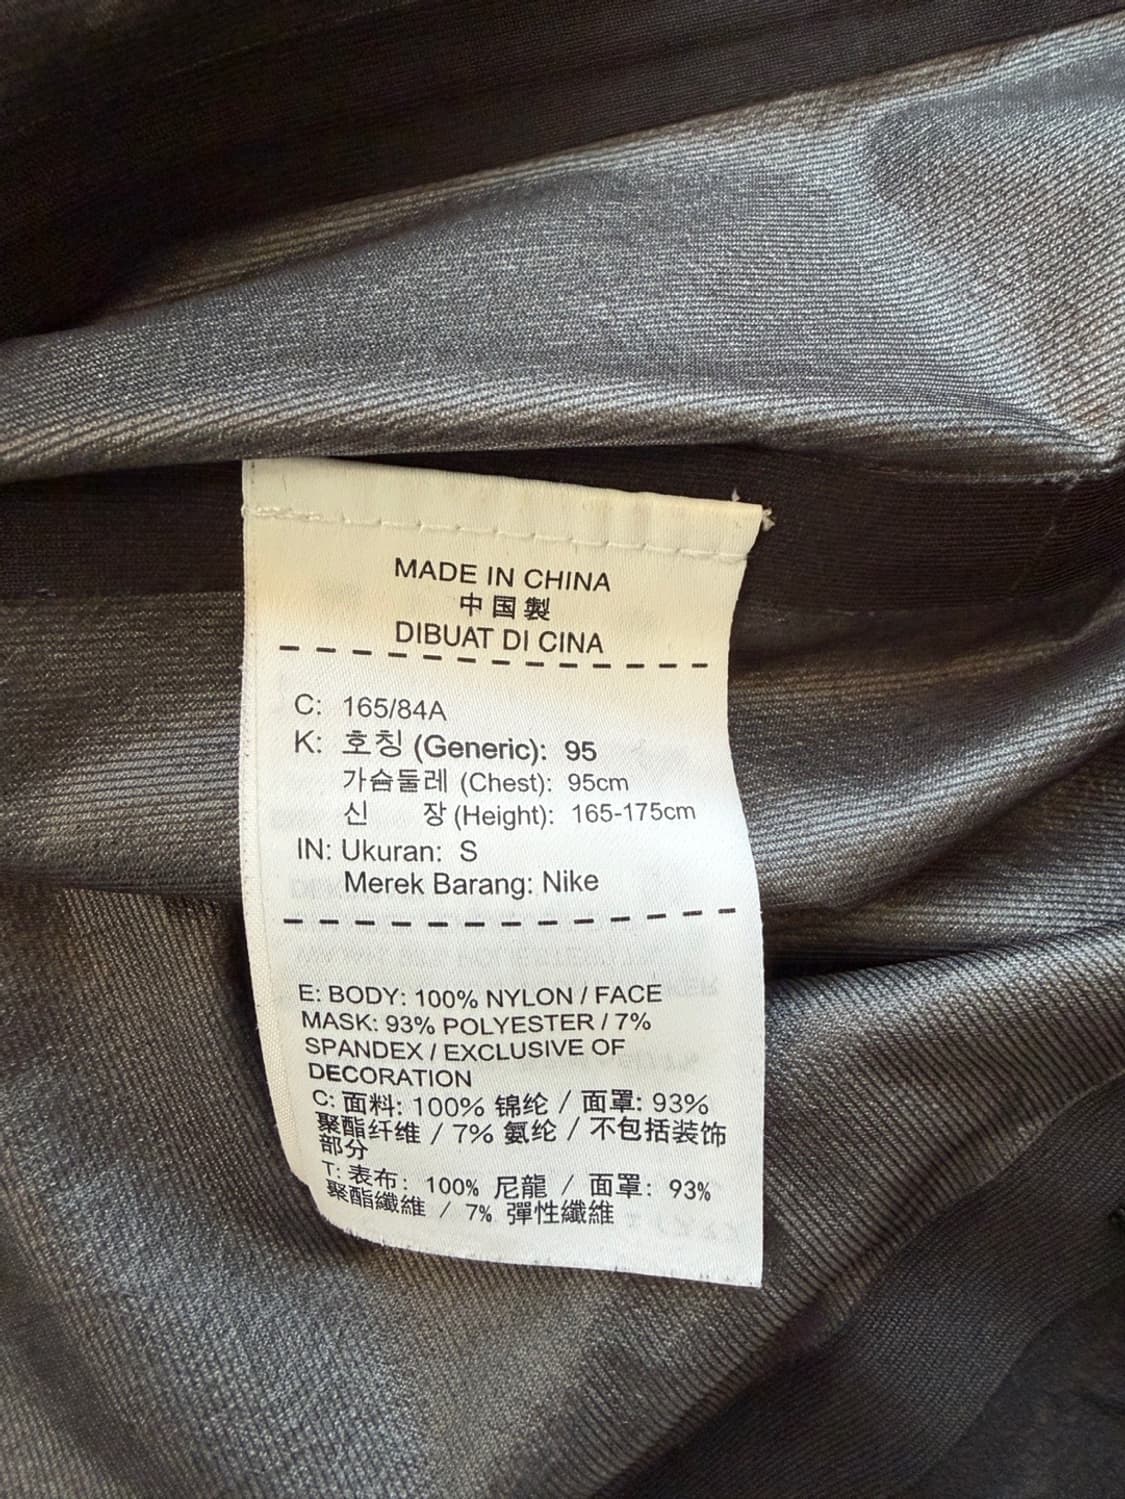 MADE IN CHINA
中国製
DIBUAT DI CINA
C: 165/84A
K: 호칭 (Generic): 95
가슴둘레 (Chest): 95cm
신 장 (Height): 165-175cm
IN: Ukuran: S
Merek Barang: Nike
E: BODY: 100% NYLON / FACE
MASK: 93% POLYESTER / 7%
SPANDEX / EXCLUSIVE OF
DECORATION
C: 面料: 100% 锦纶 / 面罩: 93%
聚酯纤维 / 7% 氨纶 / 不包括装饰
部分
T: 表布: 100% 尼龍 / 面罩: 93%
聚酯纖維 / 7% 彈性纖維